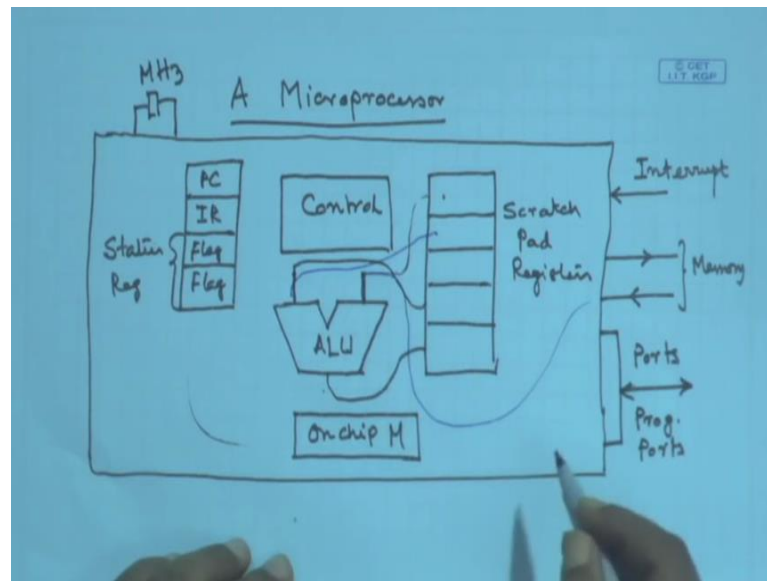 © CET
I.I.T. KGP
MHz
A Microprocessor
PC
IR
Flag
Flag
Status
Reg
Control
ALU
On chip M
Scratch
Pad
Registers
Interrupt
Memory
Ports
Prog.
Ports